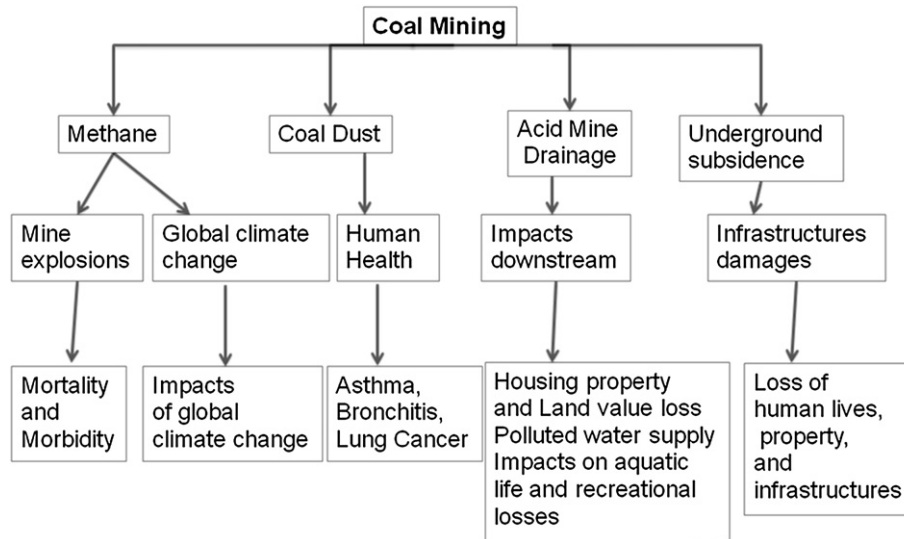 Coal Mining
Methane
Coal Dust
Acid Mine
Drainage
Underground
subsidence
Mine
explosions
Global climate
change
Human
Health
Impacts
downstream
Infrastructures
damages
Mortality
and
Morbidity
Impacts
of global
climate change
Asthma,
Bronchitis,
Lung Cancer
Housing property
and Land value loss
Polluted water supply
Impacts on aquatic
life and recreational
losses
Loss of
human lives,
property,
and
infrastructures